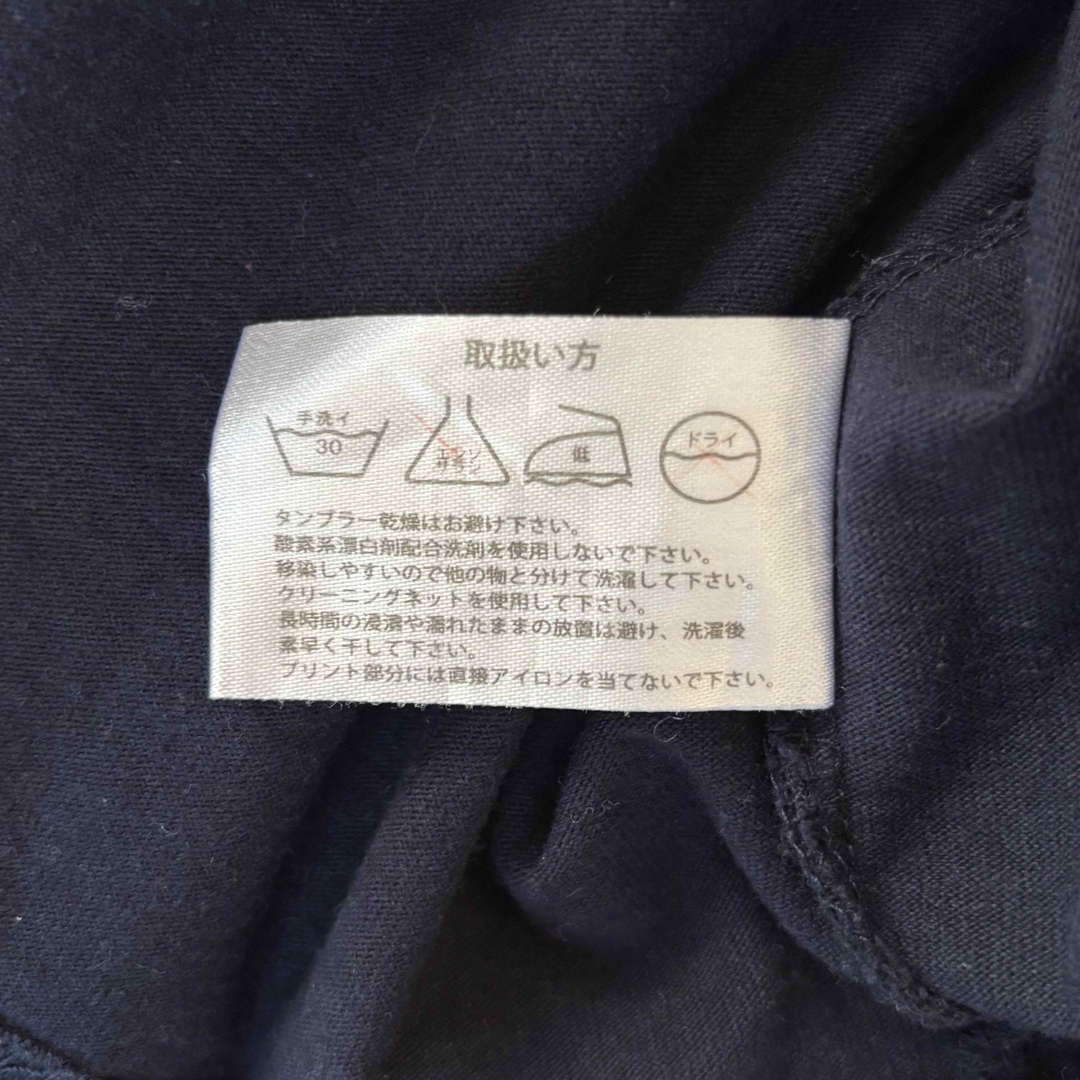 取扱い方
手洗イ
30
エンソ
サラシ
低
ドライ
タンブラー乾燥はお避け下さい。
酸素系漂白剤配合洗剤を使用しないで下さい。
移染しやすいので他の物と分けて洗濯して下さい。
クリーニングネットを使用して下さい。
長時間の浸漬や濡れたままの放置は避け、洗濯後
素早く干して下さい。
プリント部分には直接アイロンを当てないで下さい。